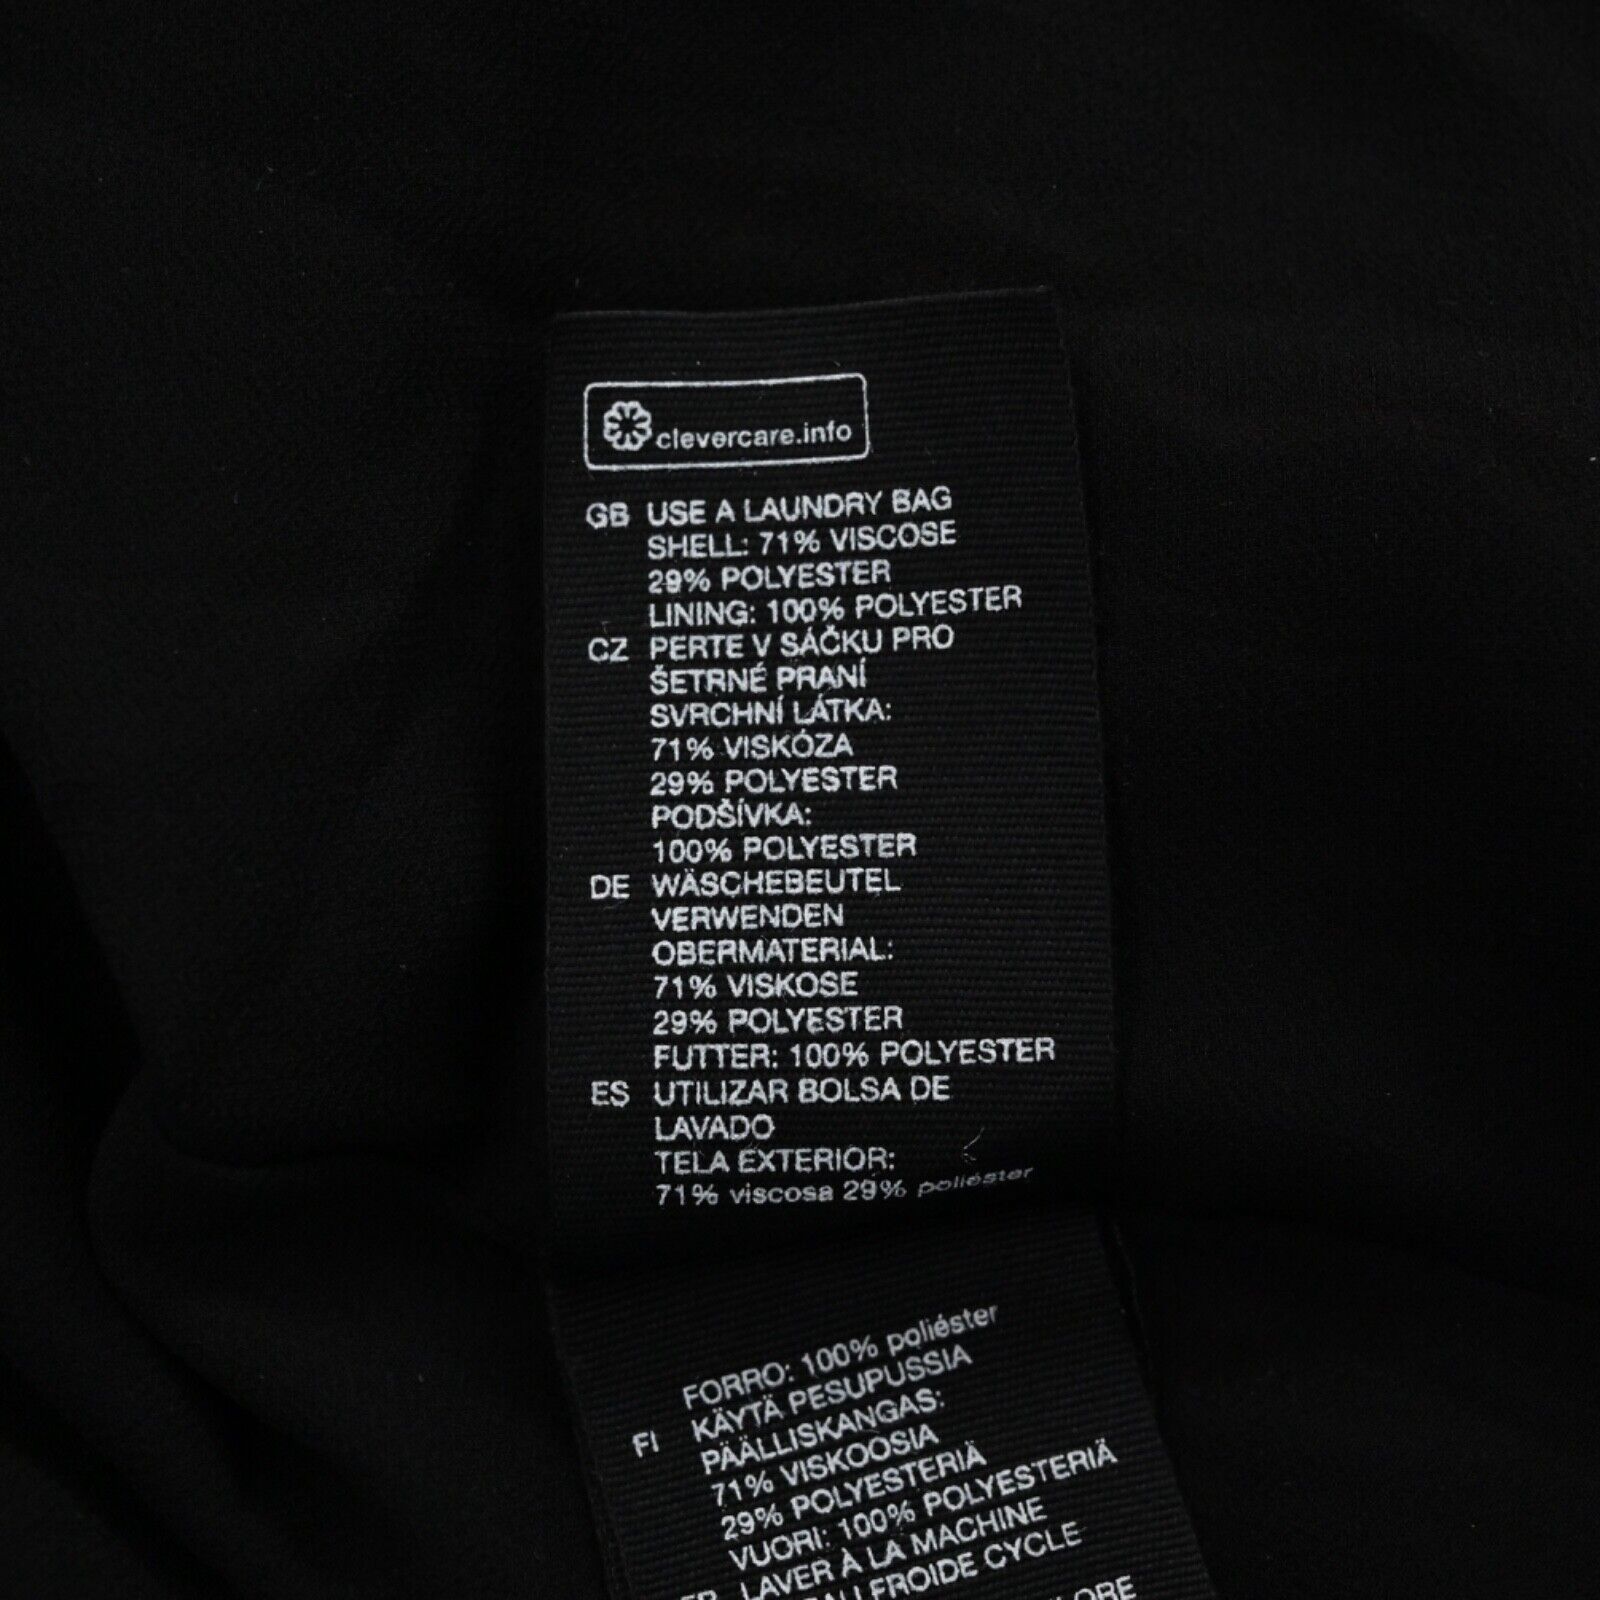 clevercare.info
GB USE A LAUNDRY BAG
SHELL: 71% VISCOSE
29% POLYESTER
LINING: 100% POLYESTER
CZ PERTE V SÁČKU PRO
ŠETRNÉ PRANÍ
SVRCHNÍ LÁTKA:
71% VISKÓZA
29% POLYESTER
PODŠÍVKA:
100% POLYESTER
DE WÄSCHEBEUTEL
VERWENDEN
OBERMATERIAL:
71% VISKOSE
29% POLYESTER
FUTTER: 100% POLYESTER
ES UTILIZAR BOLSA DE
LAVADO
TELA EXTERIOR:
71% viscosa 29% poliéster
FORRO: 100% poliéster
FI KÄYTÄ PESUPUSSIA
PÄÄLLISKANGAS:
71% VISKOOSIA
29% POLYESTERIÄ
VUORI: 100% POLYESTERIÄ
FR LAVER À LA MACHINE
FROIDE CYCLE